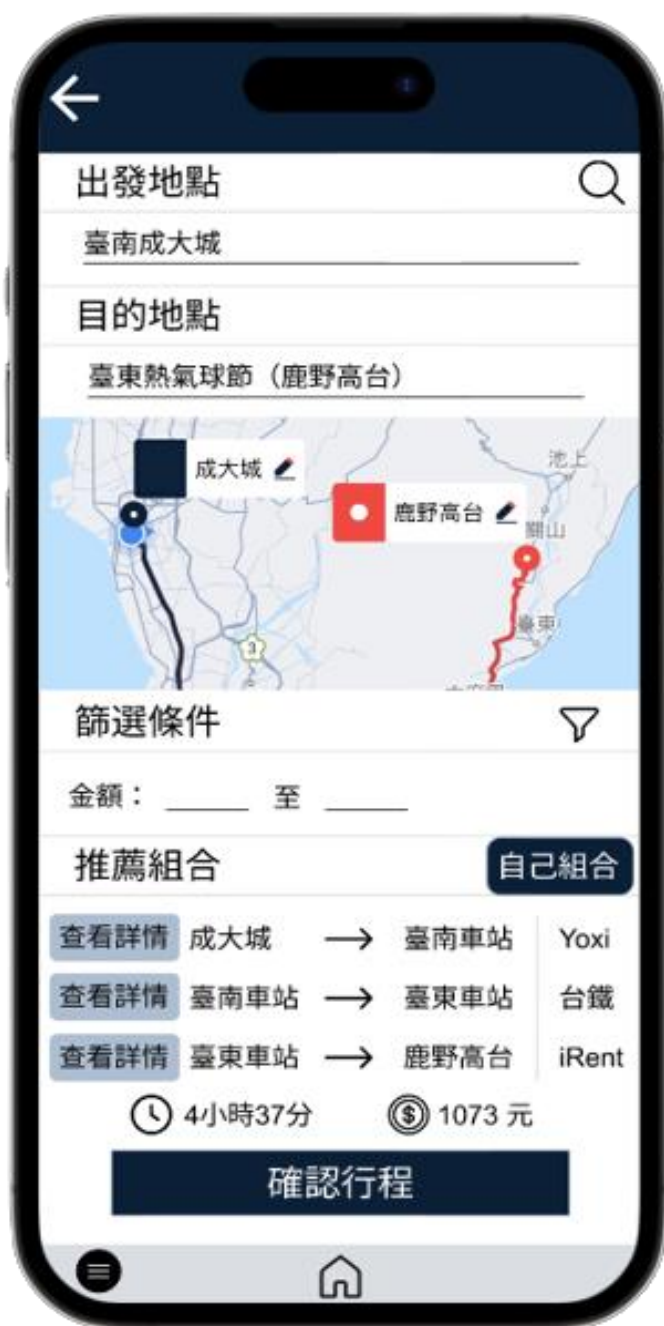 出發地點
臺南成大城
目的地點
臺東熱氣球節（鹿野高台）
成大城
池上
鹿野高台
關山
3
臺東
篩選條件
金額： 至
推薦組合 自己組合
查看詳情 成大城 → 臺南車站 Yoxi
查看詳情 臺南車站 → 臺東車站 台鐵
查看詳情 臺東車站 → 鹿野高台 iRent
4小時37分 $ 1073 元
確認行程